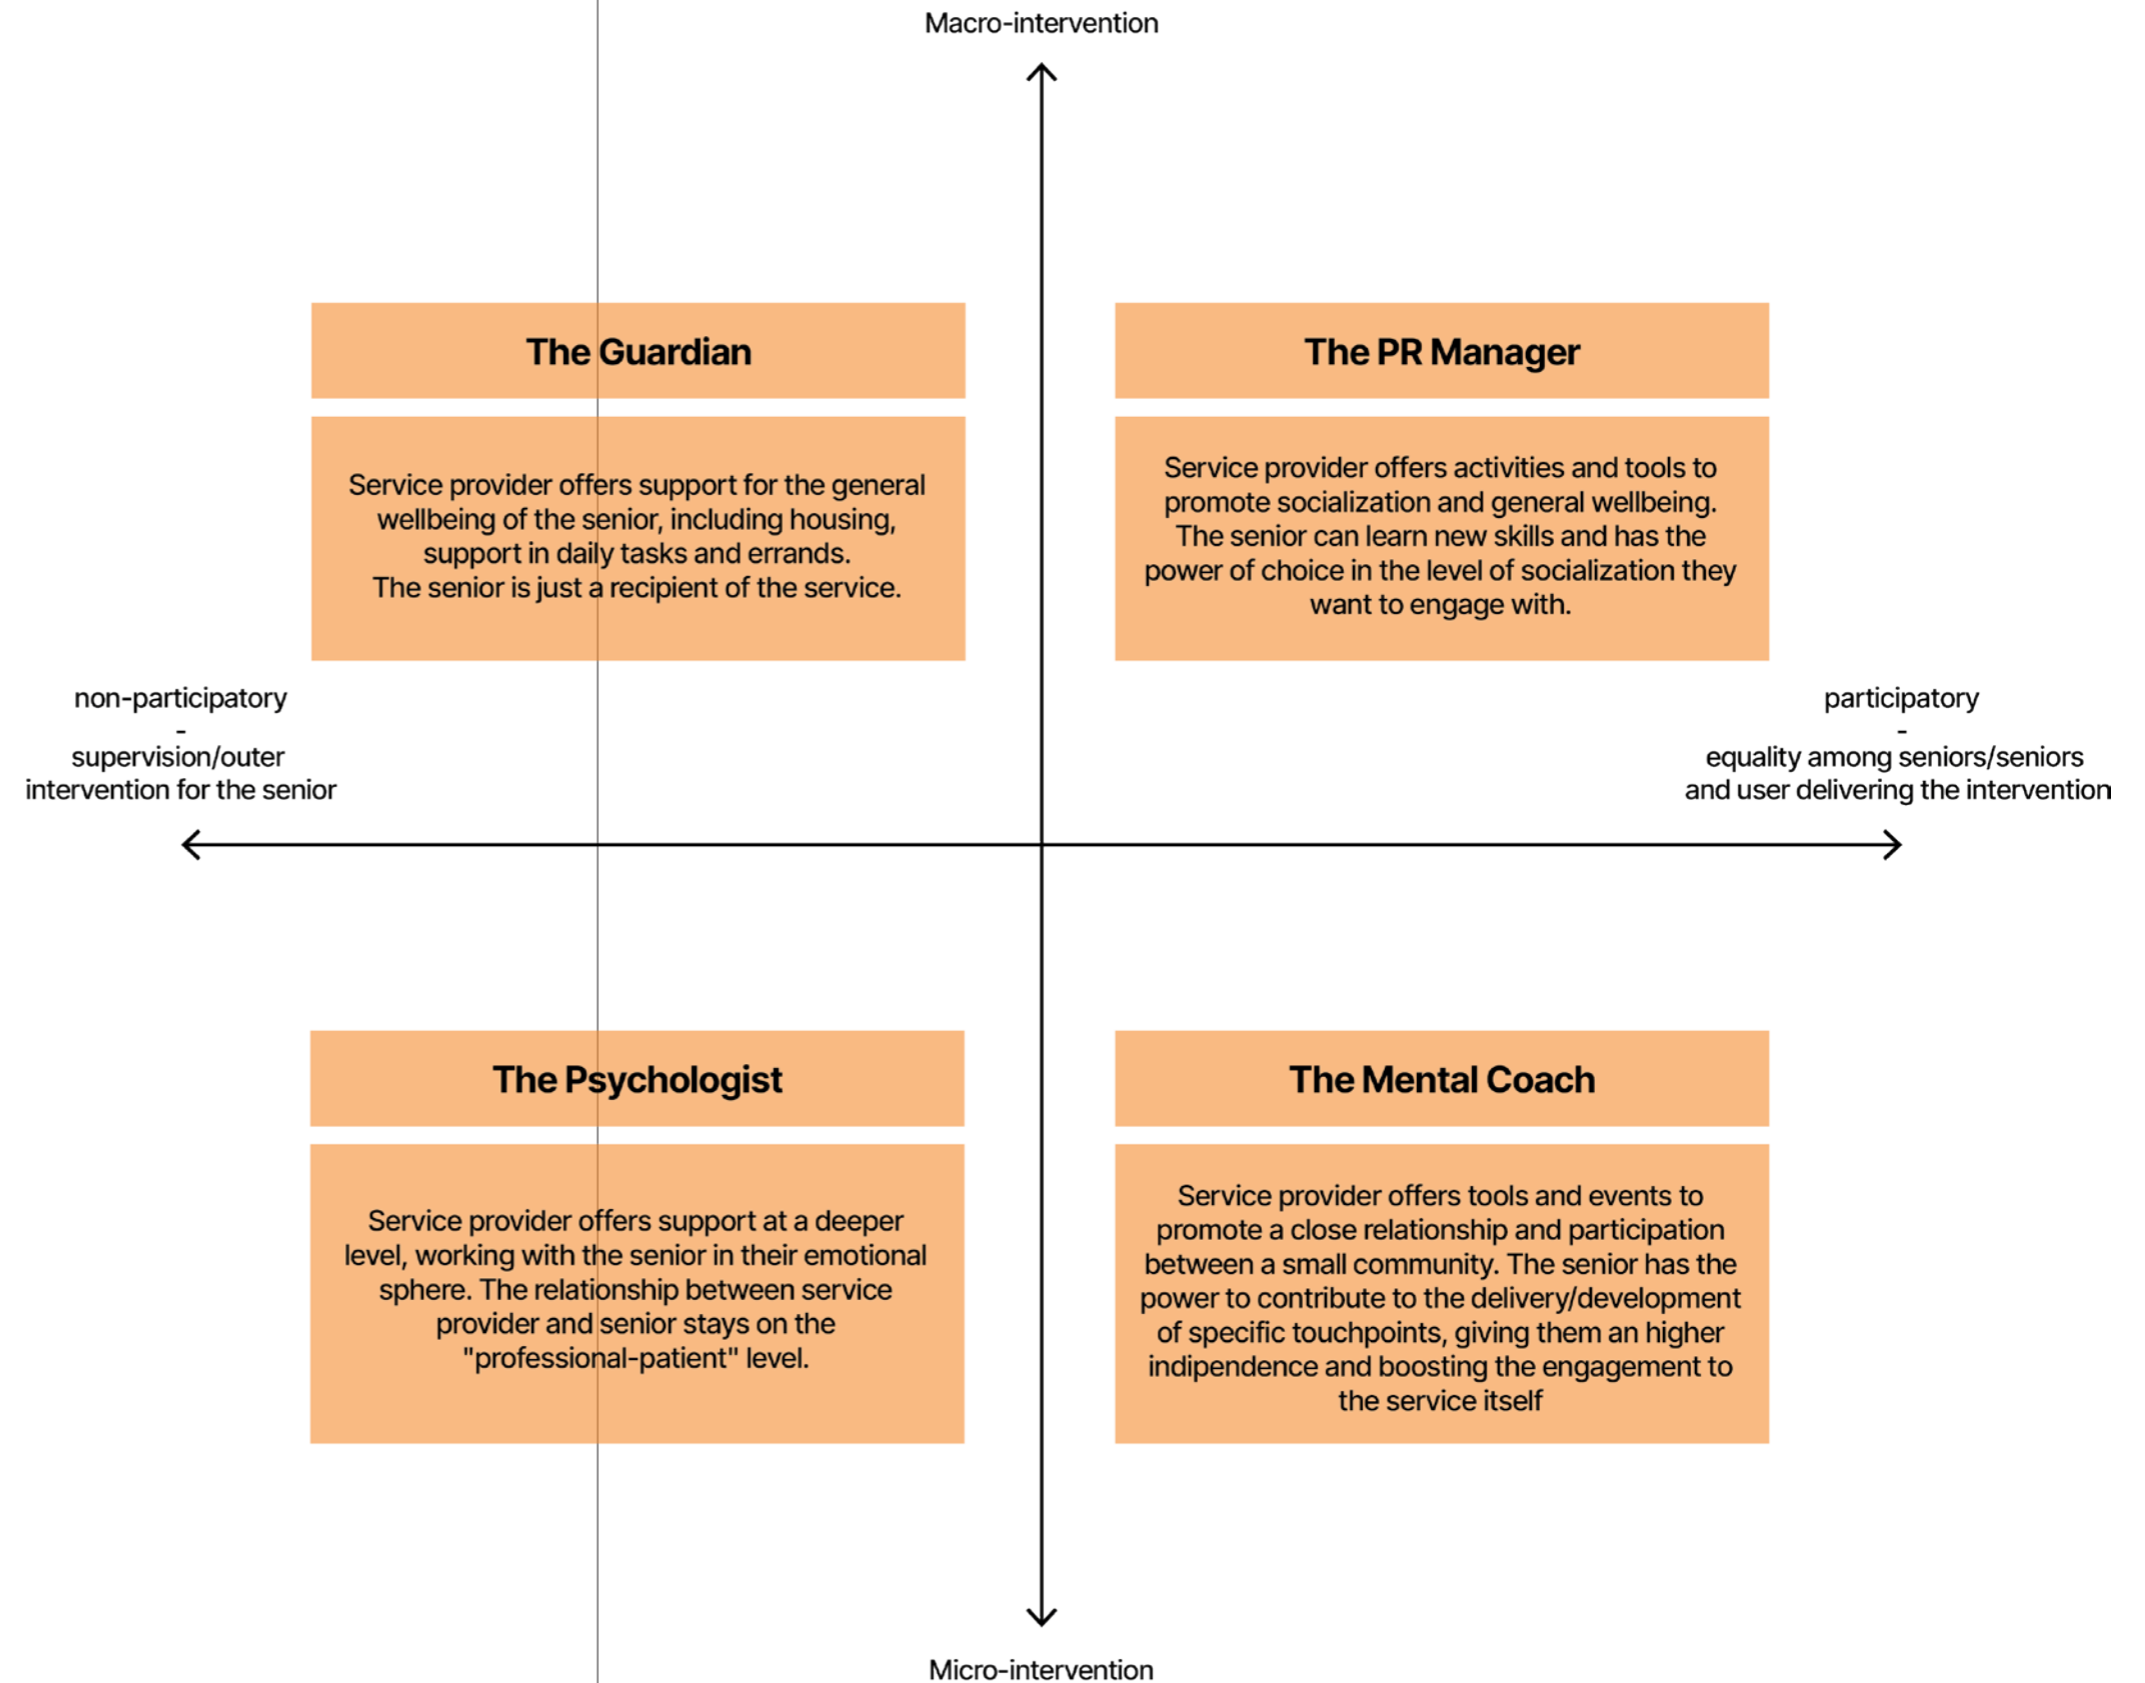 Macro-intervention
The Guardian
Service provider offers support for the general
wellbeing of the senior, including housing,
support in daily tasks and errands.
The senior is just a recipient of the service.
The PR Manager
Service provider offers activities and tools to
promote socialization and general wellbeing.
The senior can learn new skills and has the
power of choice in the level of socialization they
want to engage with.
non-participatory
-
supervision/outer
intervention for the senior
participatory
-
equality among seniors/seniors
and user delivering the intervention
The Psychologist
Service provider offers support at a deeper
level, working with the senior in their emotional
sphere. The relationship between service
provider and senior stays on the
"professional-patient" level.
The Mental Coach
Service provider offers tools and events to
promote a close relationship and participation
between a small community. The senior has the
power to contribute to the delivery/development
of specific touchpoints, giving them an higher
indipendence and boosting the engagement to
the service itself
Micro-intervention